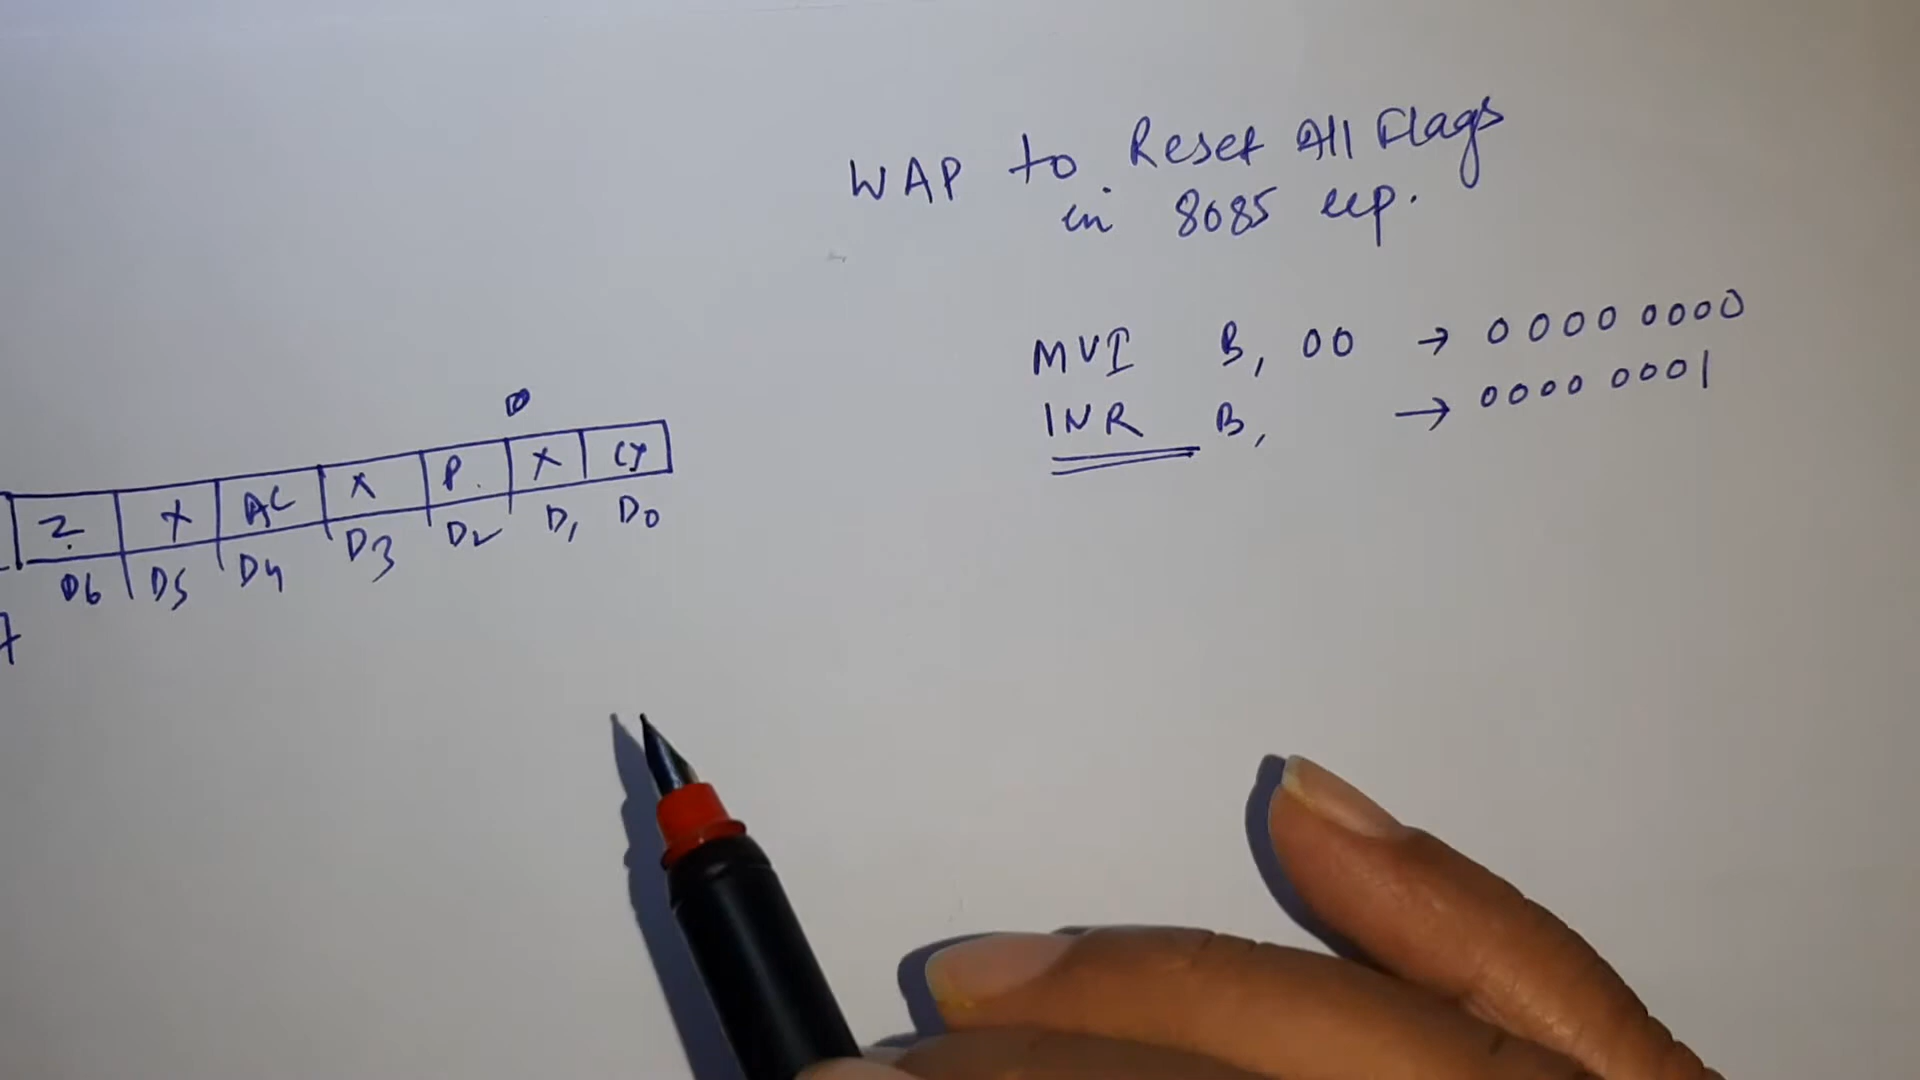 WAP to Reset All Flags
in 8085 up.
MVI B, 00 → 0000 0000
INR B, → 0000 0001
Z X AC X P. X CY
D6 D5 D4 D3 D2 D1 D0